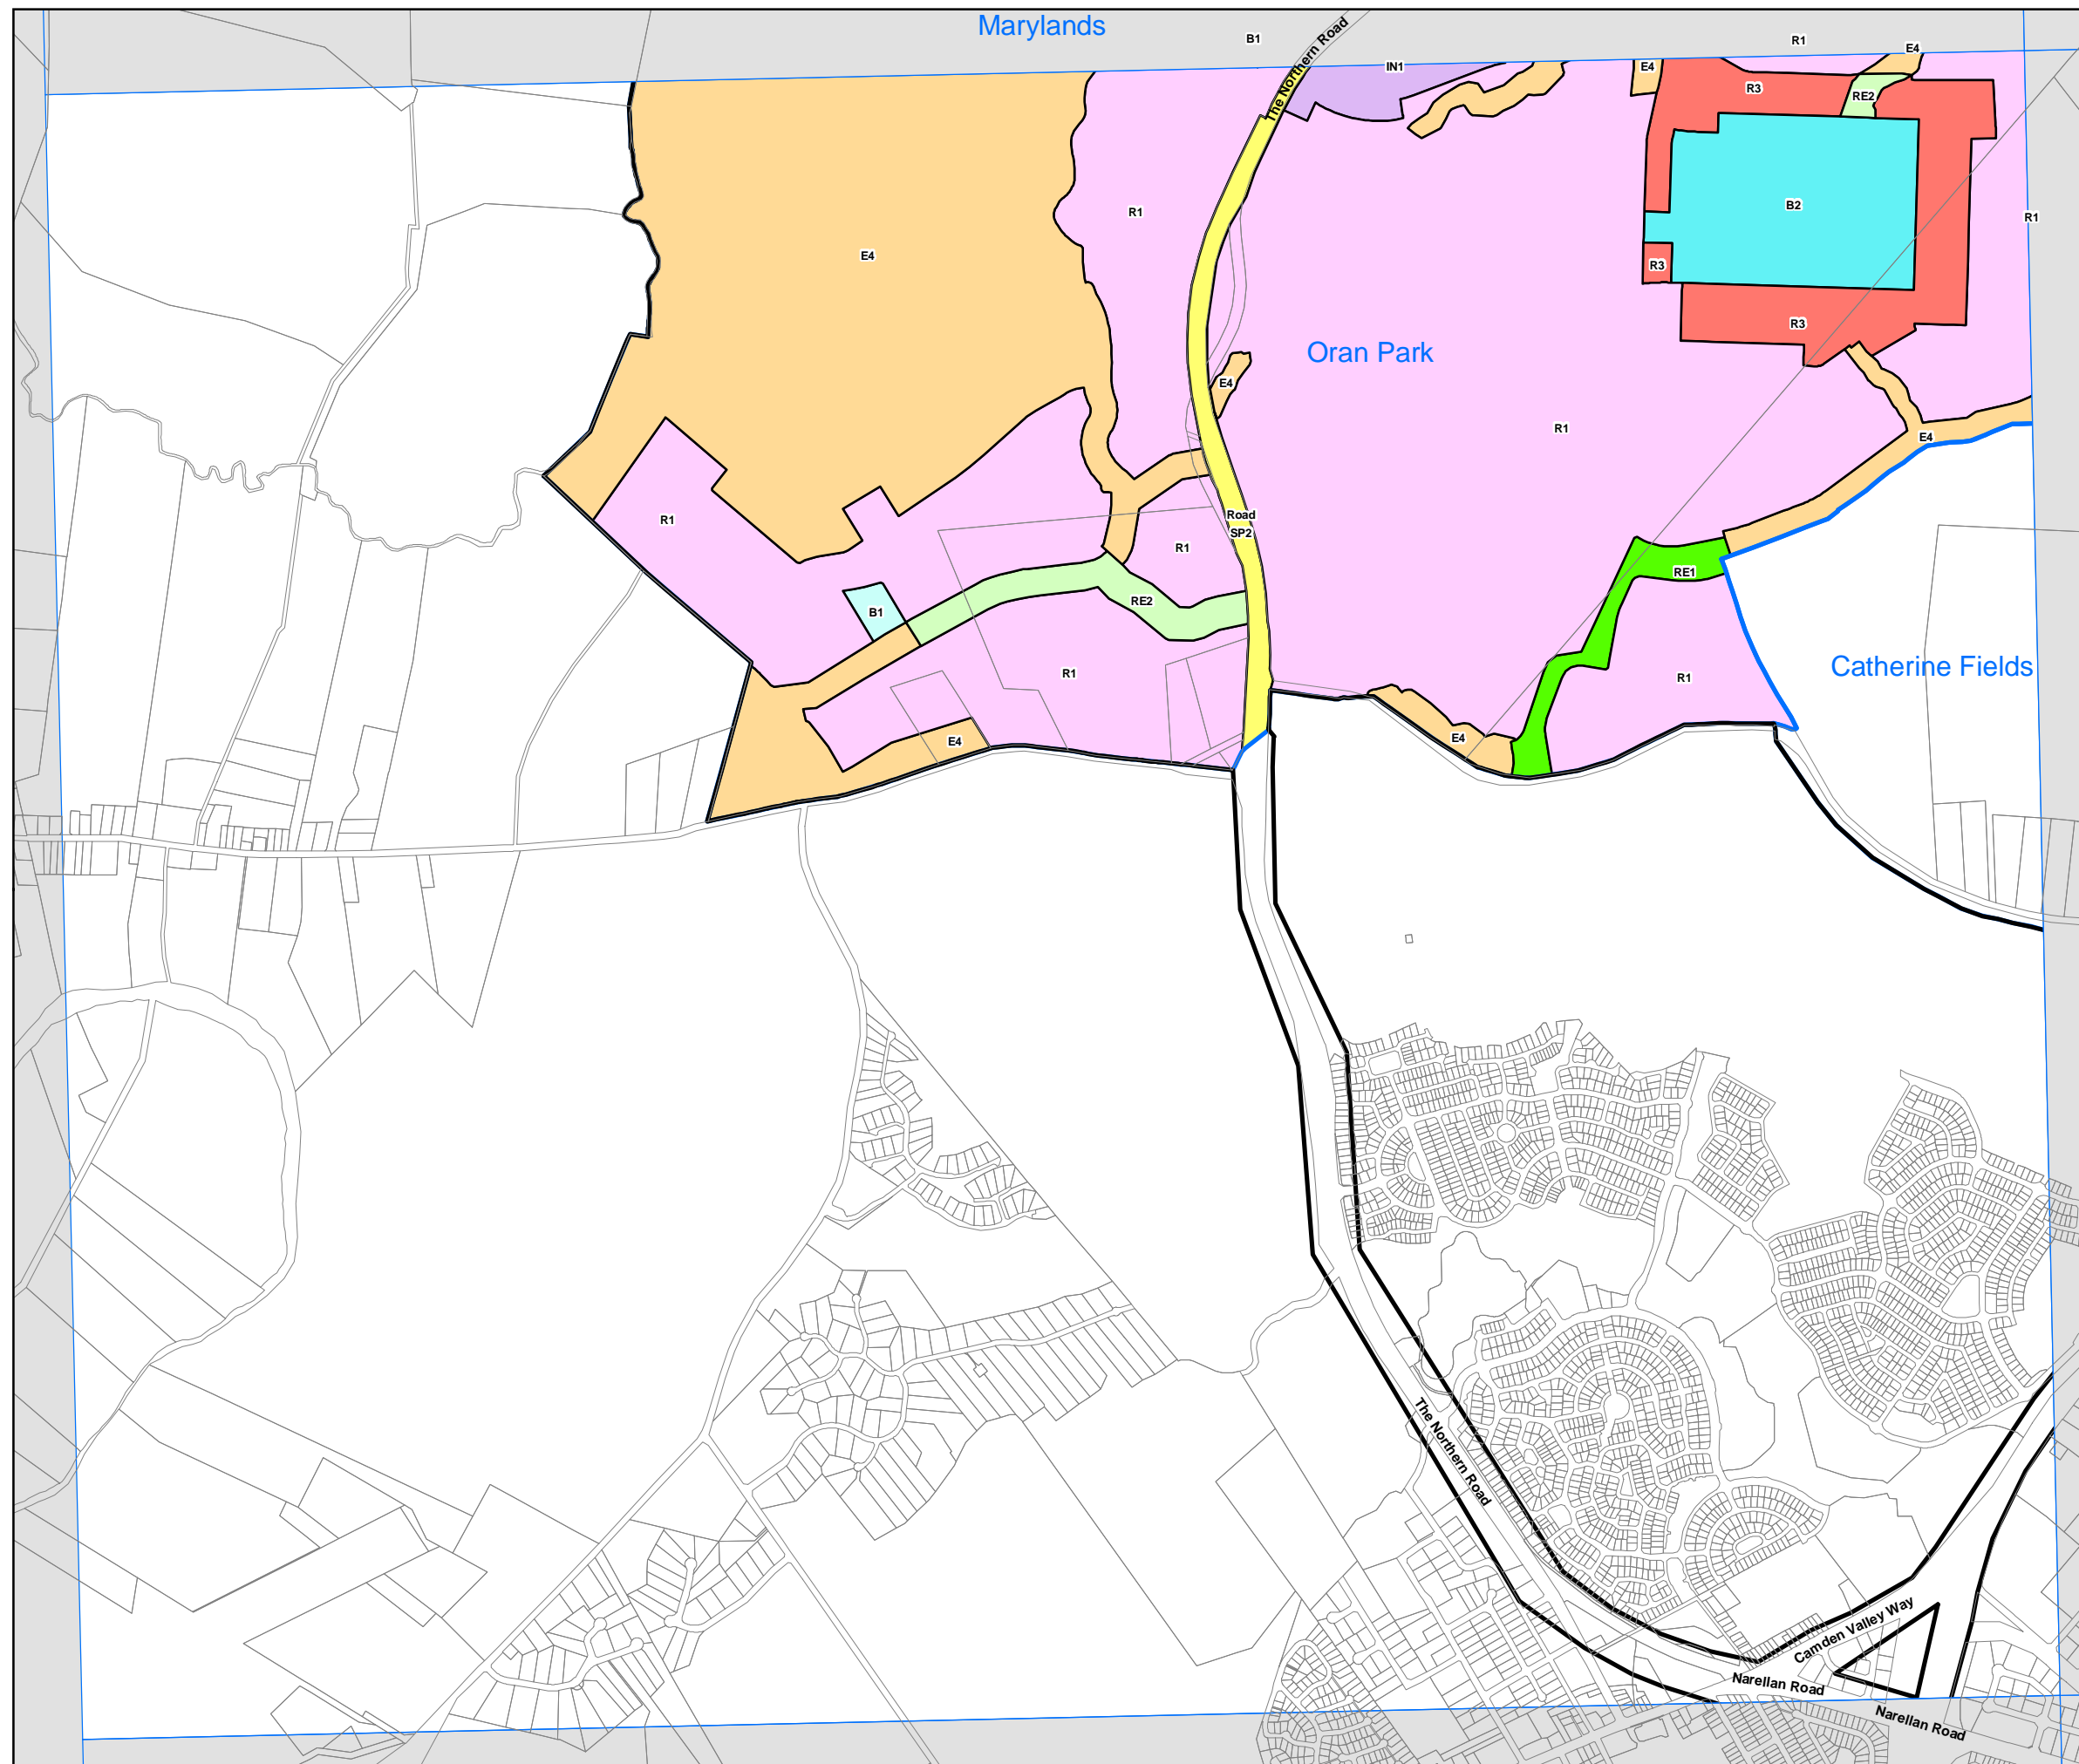 Marylands
B1
The Northern Road
R1
E4
IN1
E4
R3
RE2
R1
B2
R1
E4
R3
R3
Oran Park
E4
R1
E4
R1
Road
SP2
R1
RE1
RE2
B1
Catherine Fields
R1
R1
E4
E4
The Northern Road
Camden Valley Way
Narellan Road
Narellan Road